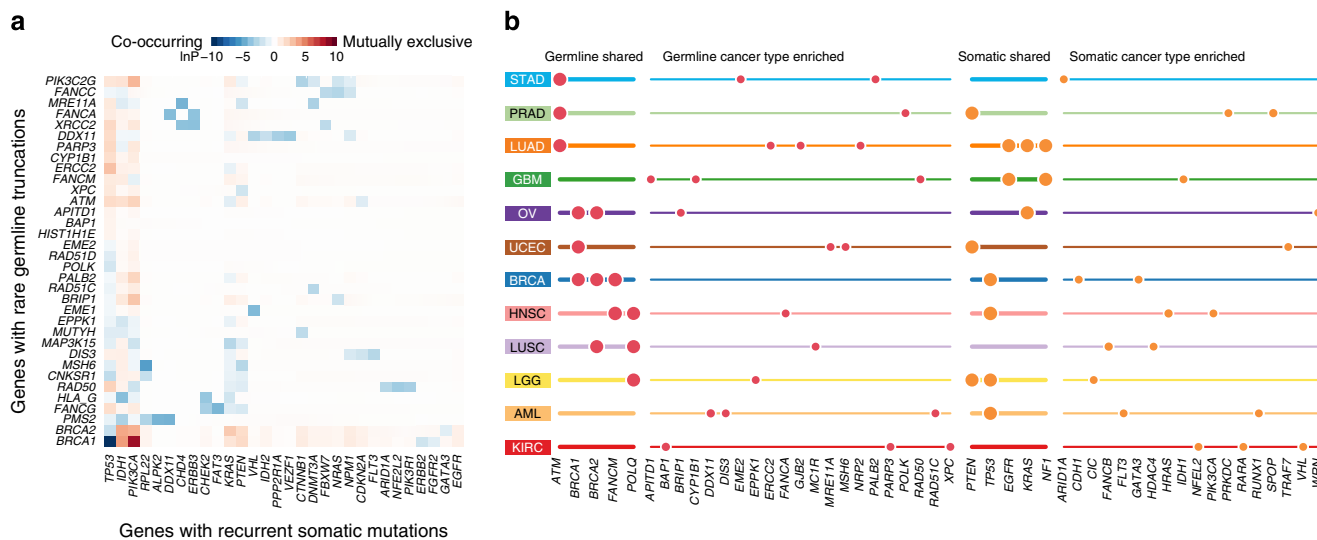 a
Co-occurring
Mutually exclusive
lnP−10 −5 0 5 10
Genes with rare germline truncations
PIK3C2G
FANCC
MRE11A
FANCA
XRCC2
DDX11
PARP3
CYP1B1
ERCC2
FANCM
XPC
ATM
APITD1
BAP1
HIST1H1E
EME2
RAD51D
POLK
PALB2
RAD51C
BRIP1
EME1
EPPK1
MUTYH
MAP3K15
DIS3
MSH6
CNKSR1
RAD50
HLA_G
FANCG
PMS2
BRCA2
BRCA1
TP53
IDH1
PIK3CA
RPL22
ALPK2
DDX11
CHD4
ERBB3
CHEK2
FAT3
KRAS
PTEN
TYHL
IDH2
PPP2R1A
VEZF1
CTNNB1
DNMT3A
FBXW7
NRAS
NPM1
CDKN2A
FLT3
ARID1A
NFE2L2
PIK3R1
ERBB2
EGFR2
GATA3
EGFR
Genes with recurrent somatic mutations
b
Germline shared
Germline cancer type enriched
Somatic shared
Somatic cancer type enriched
STAD
PRAD
LUAD
GBM
OV
UCEC
BRCA
HNSC
LUSC
LGG
AML
KIRC
ATM
BRCA1
BRCA2
FANCM
POLQ
APITD1
BAP1
BRIP1
CYP1B1
DDX11
DIS3
EME2
EPPK1
ERCC2
FANCA
GJB2
MC1R
MRE11A
MSH6
NRP2
PALB2
PARP3
POLK
RAD50
RAD51C
XPC
PTEN
TP53
EGFR
KRAS
NF1
ARID1A
CDH1
CIC
FANCB
FLT3
GATA3
HDAC4
HRAS
IDH1
NFEL2
PIK3CA
PRKDC
RARA
RUNX1
SPOP
TRAF7
VHL